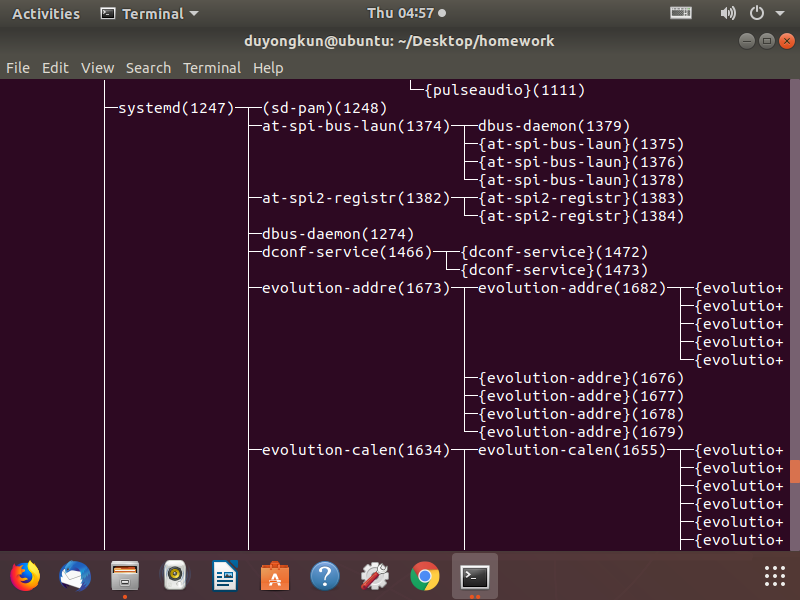 Activities Terminal Thu 04:57
duyongkun@ubuntu: ~/Desktop/homework
File Edit View Search Terminal Help
{pulseaudio}(1111)
systemd(1247) (sd-pam)(1248)
at-spi-bus-laun(1374) dbus-daemon(1379)
{at-spi-bus-laun}(1375)
{at-spi-bus-laun}(1376)
{at-spi-bus-laun}(1378)
at-spi2-registr(1382) {at-spi2-registr}(1383)
{at-spi2-registr}(1384)
dbus-daemon(1274)
dconf-service(1466) {dconf-service}(1472)
{dconf-service}(1473)
evolution-addre(1673) evolution-addre(1682) {evolutio+
{evolutio+
{evolutio+
{evolutio+
{evolutio+
{evolution-addre}(1676)
{evolution-addre}(1677)
{evolution-addre}(1678)
{evolution-addre}(1679)
evolution-calen(1634) evolution-calen(1655) {evolutio+
{evolutio+
{evolutio+
{evolutio+
{evolutio+
{evolutio+